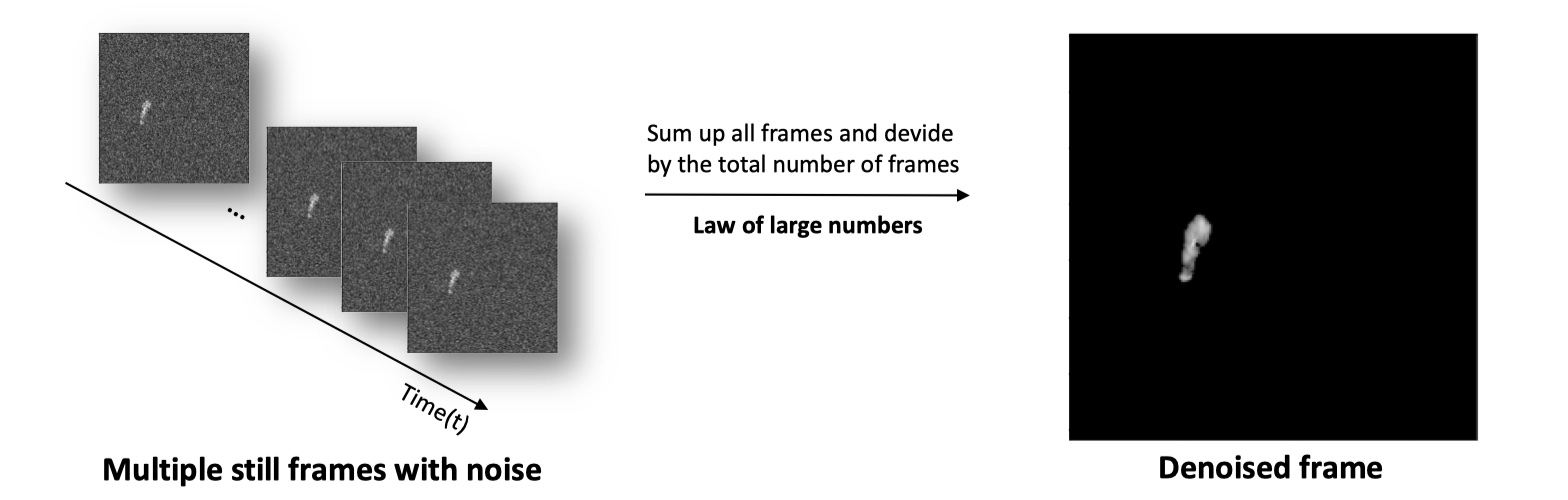 Sum up all frames and devide
by the total number of frames
Law of large numbers
...
Time(t)
Multiple still frames with noise
Denoised frame